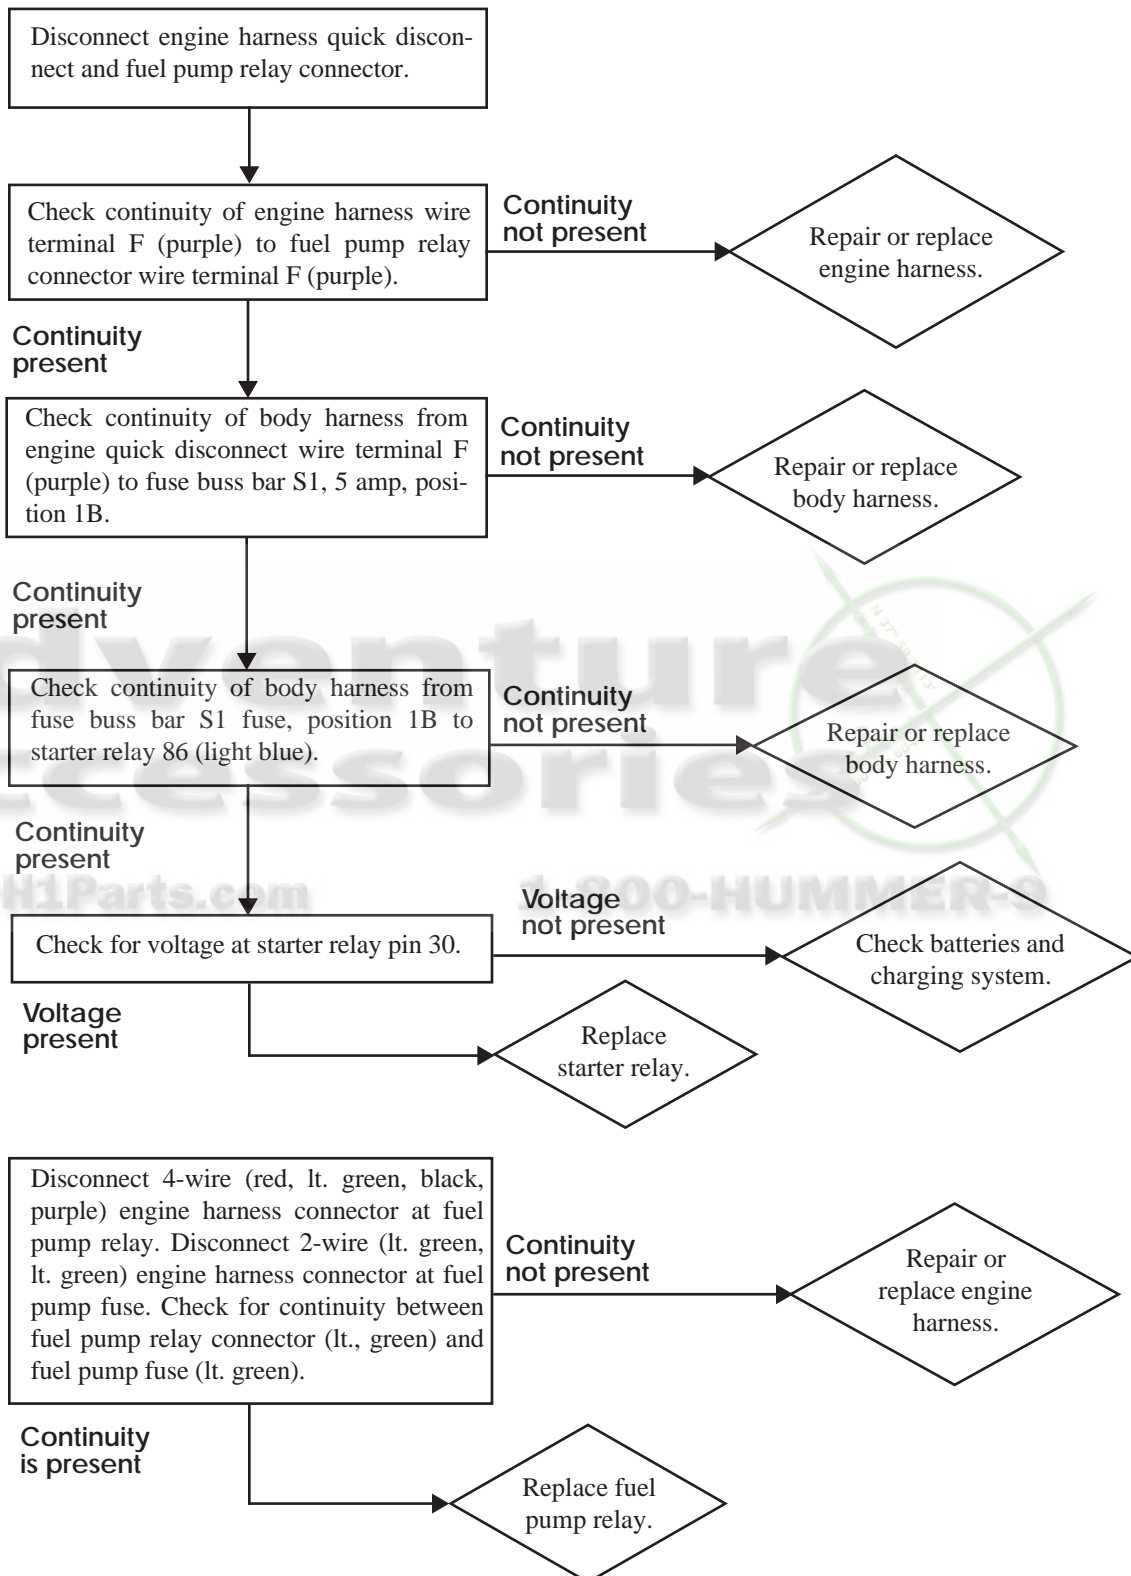 Disconnect engine harness quick discon-
nect and fuel pump relay connector.
Check continuity of engine harness wire
terminal F (purple) to fuel pump relay
connector wire terminal F (purple).
Continuity
not present
Repair or replace
engine harness.
Continuity
present
Check continuity of body harness from
engine quick disconnect wire terminal F
(purple) to fuse buss bar S1, 5 amp, posi-
tion 1B.
Continuity
not present
Repair or replace
body harness.
Continuity
present
dventure
Check continuity of body harness from
fuse buss bar S1 fuse, position 1B to
starter relay 86 (light blue).
Continuity
not present
Repair or replace
body harness.
ccessories
Continuity
present
H1Parts.com
1-800-HUMMER-9
Check for voltage at starter relay pin 30.
Voltage
not present
Check batteries and
charging system.
Voltage
present
Replace
starter relay.
Disconnect 4-wire (red, lt. green, black,
purple) engine harness connector at fuel
pump relay. Disconnect 2-wire (lt. green,
lt. green) engine harness connector at fuel
pump fuse. Check for continuity between
fuel pump relay connector (lt., green) and
fuel pump fuse (lt. green).
Continuity
not present
Repair or
replace engine
harness.
Continuity
is present
Replace fuel
pump relay.